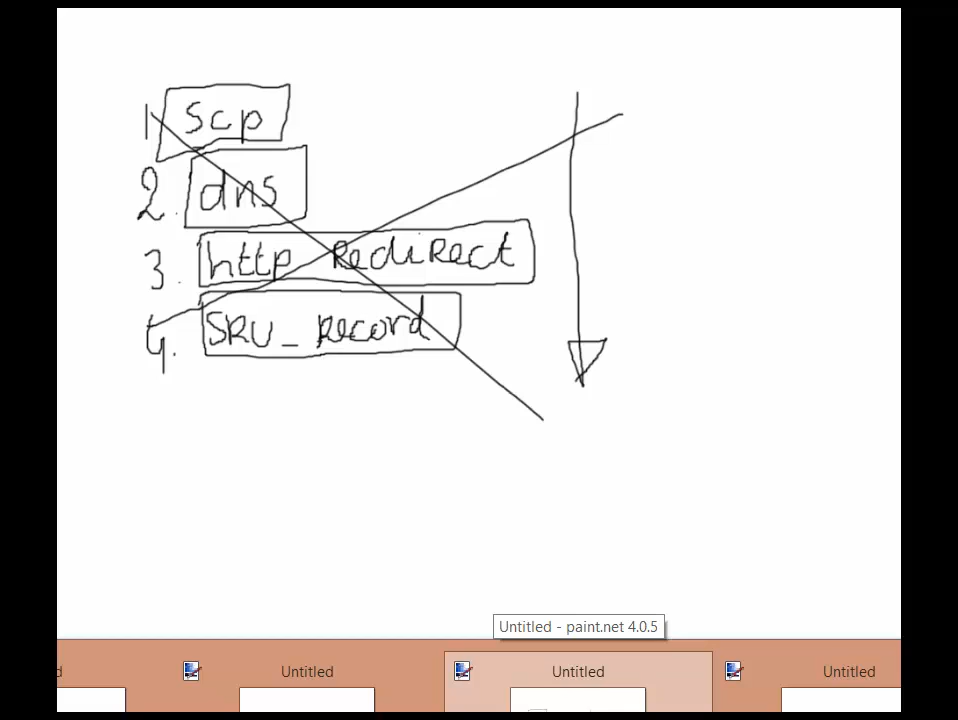 1 Scp
2. dns
3. http RediRect
4. SRV_Record
Untitled - paint.net 4.0.5
d Untitled Untitled Untitled